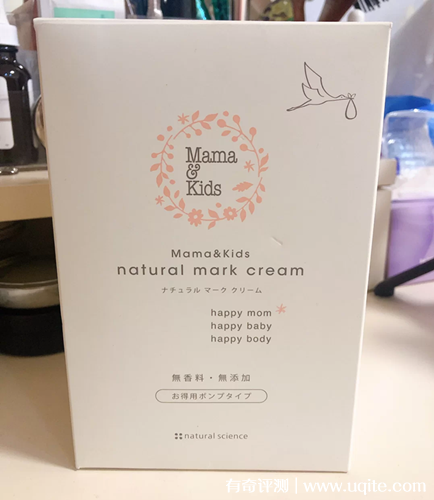 Mama
&
Kids
Mama&Kids
natural mark cream
ナチュラル マーク クリーム
happy mom*
happy baby
happy body
無香料・無添加
お得用ポンプタイプ
natural science
有奇评测 | www.uqite.com